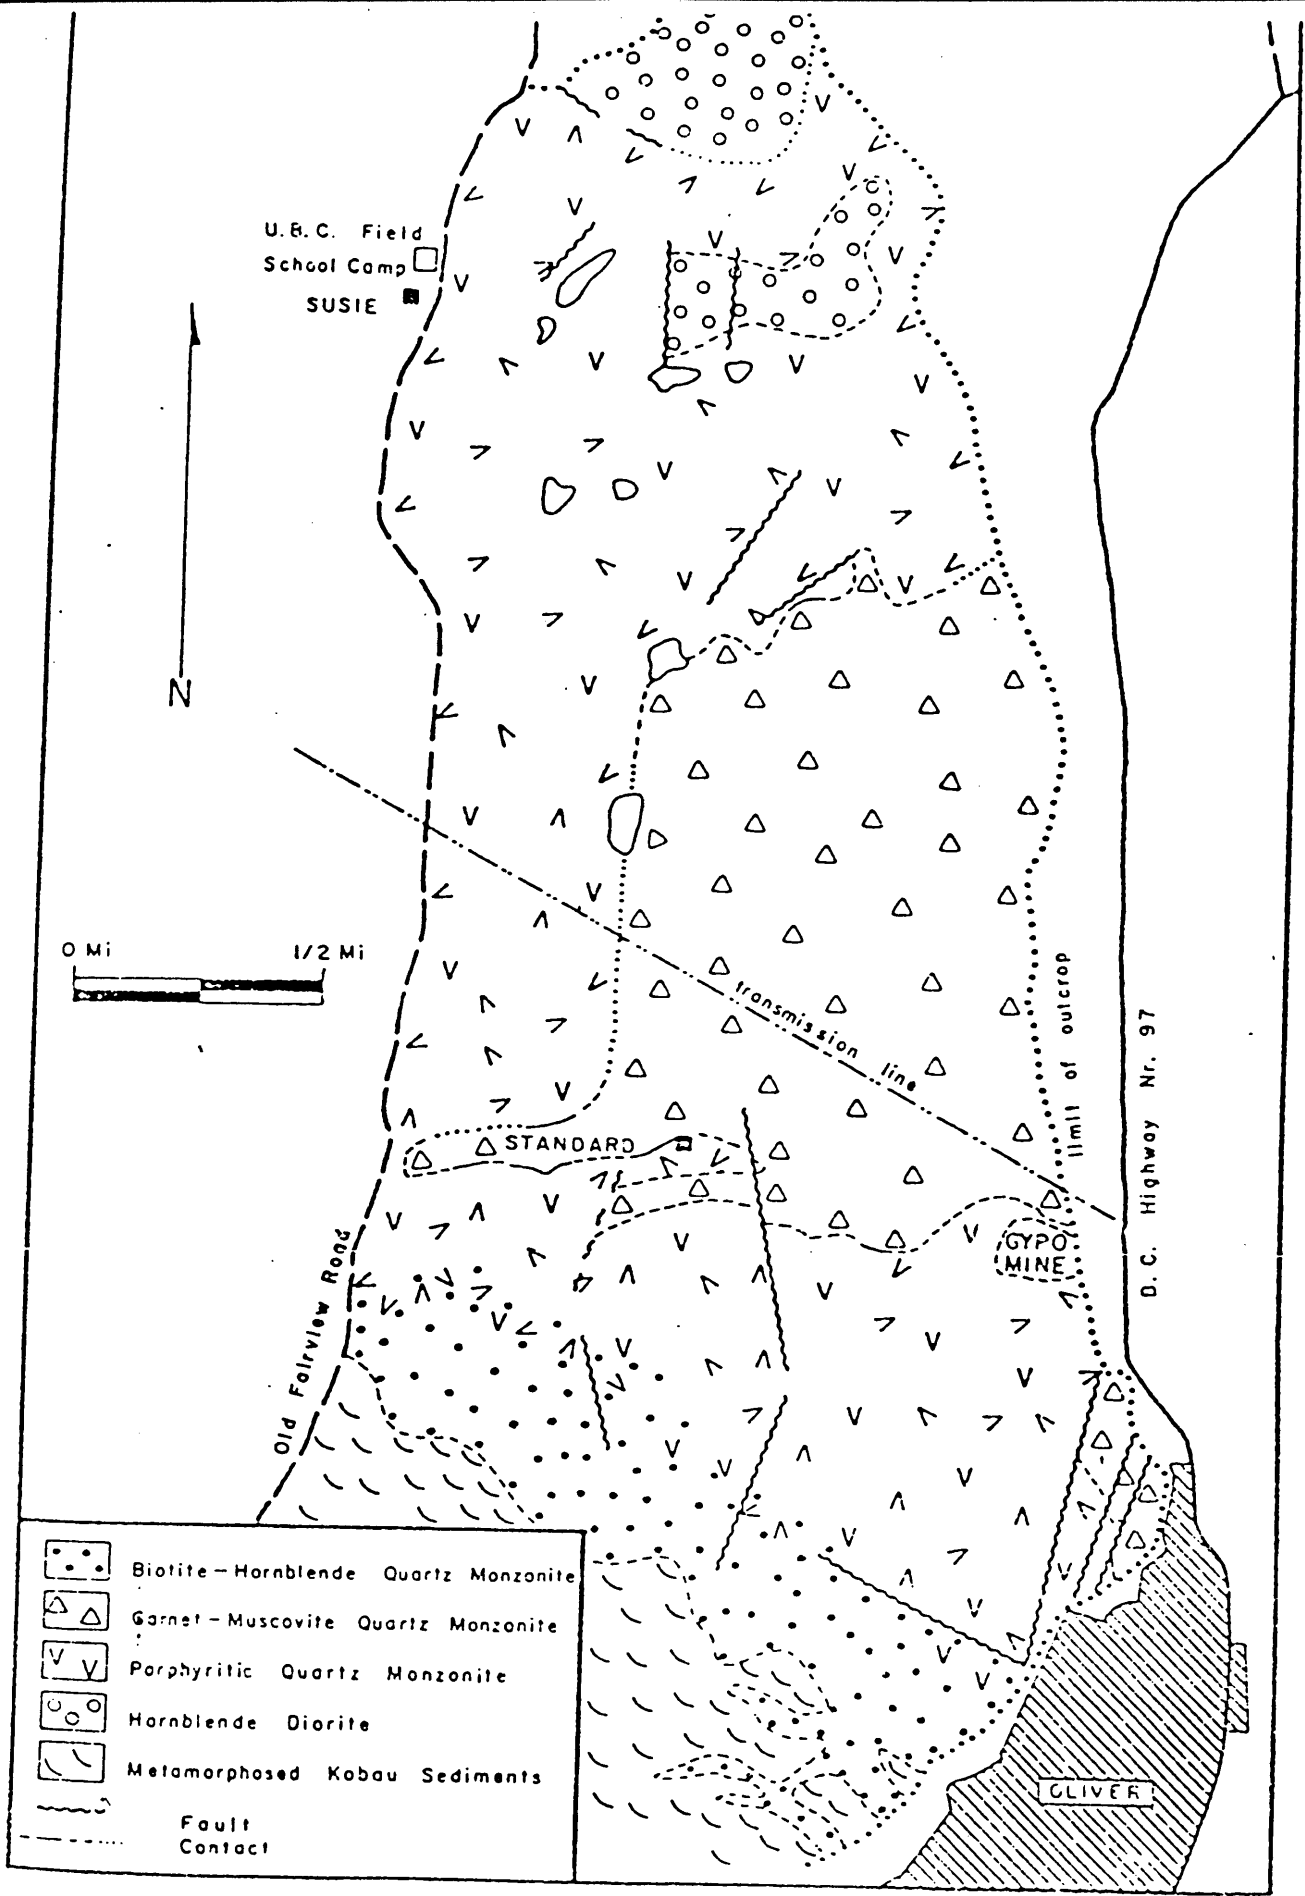 U.B.C. Field
School Camp
SUSIE
N
0 Mi 1/2 Mi
transmission line
limit of outcrop
D.C. Highway Nr. 97
STANDARD
GYPO
MINE
Old Fairview Road
Biotite-Hornblende Quartz Monzonite
Garnet-Muscovite Quartz Monzonite
Porphyritic Quartz Monzonite
Hornblende Diorite
Metamorphosed Kobau Sediments
Fault
Contact
OLIVER